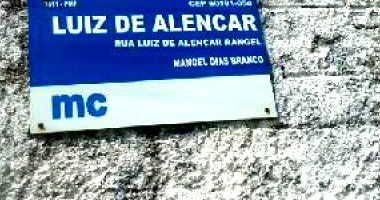 LUIZ DE ALENCAR
RUA LUIZ DE ALENCAR RANGEL
MANOEL DIAS BRANCO
mc